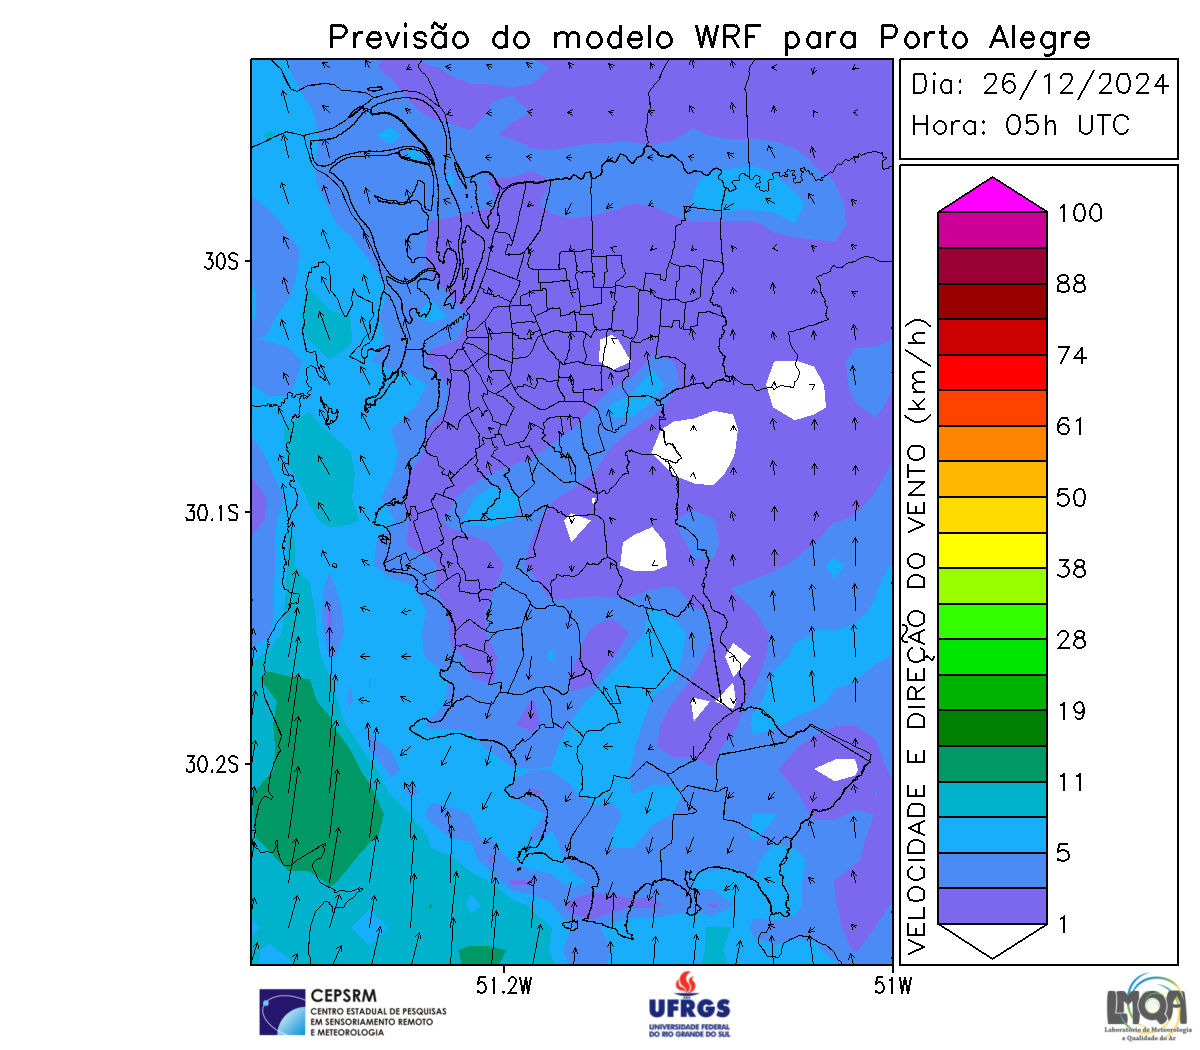 Previsão do modelo WRF para Porto Alegre
Dia: 26/12/2024
Hora: 05h UTC
30S
30.1S
30.2S
51.2W
51W
VELOCIDADE E DIREÇÃO DO VENTO (km/h)
100
88
74
61
50
38
28
19
11
5
1
CEPSRM
CENTRO ESTADUAL DE PESQUISAS
EM SENSORIAMENTO REMOTO
E METEOROLOGIA
UFRGS
UNIVERSIDADE FEDERAL
DO RIO GRANDE DO SUL
LMQA
Laboratório de Meteorologia
e Qualidade do Ar